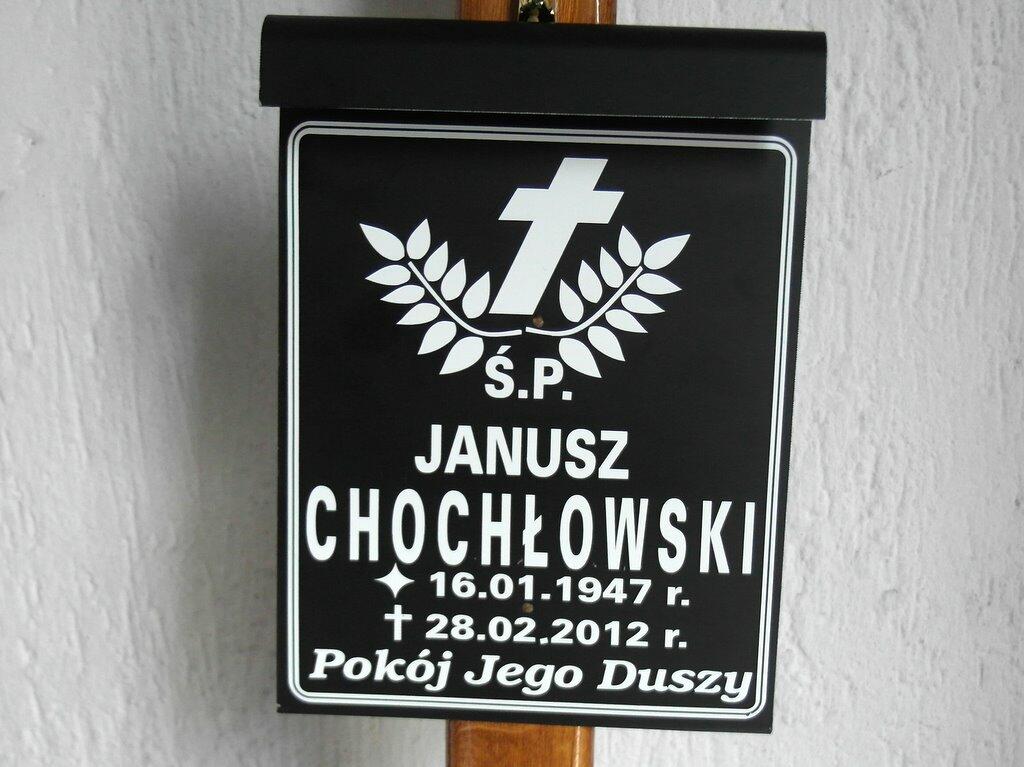 Ś.P.
JANUSZ
CHOCHŁOWSKI
16.01.1947 r.
28.02.2012 r.
Pokój Jego Duszy